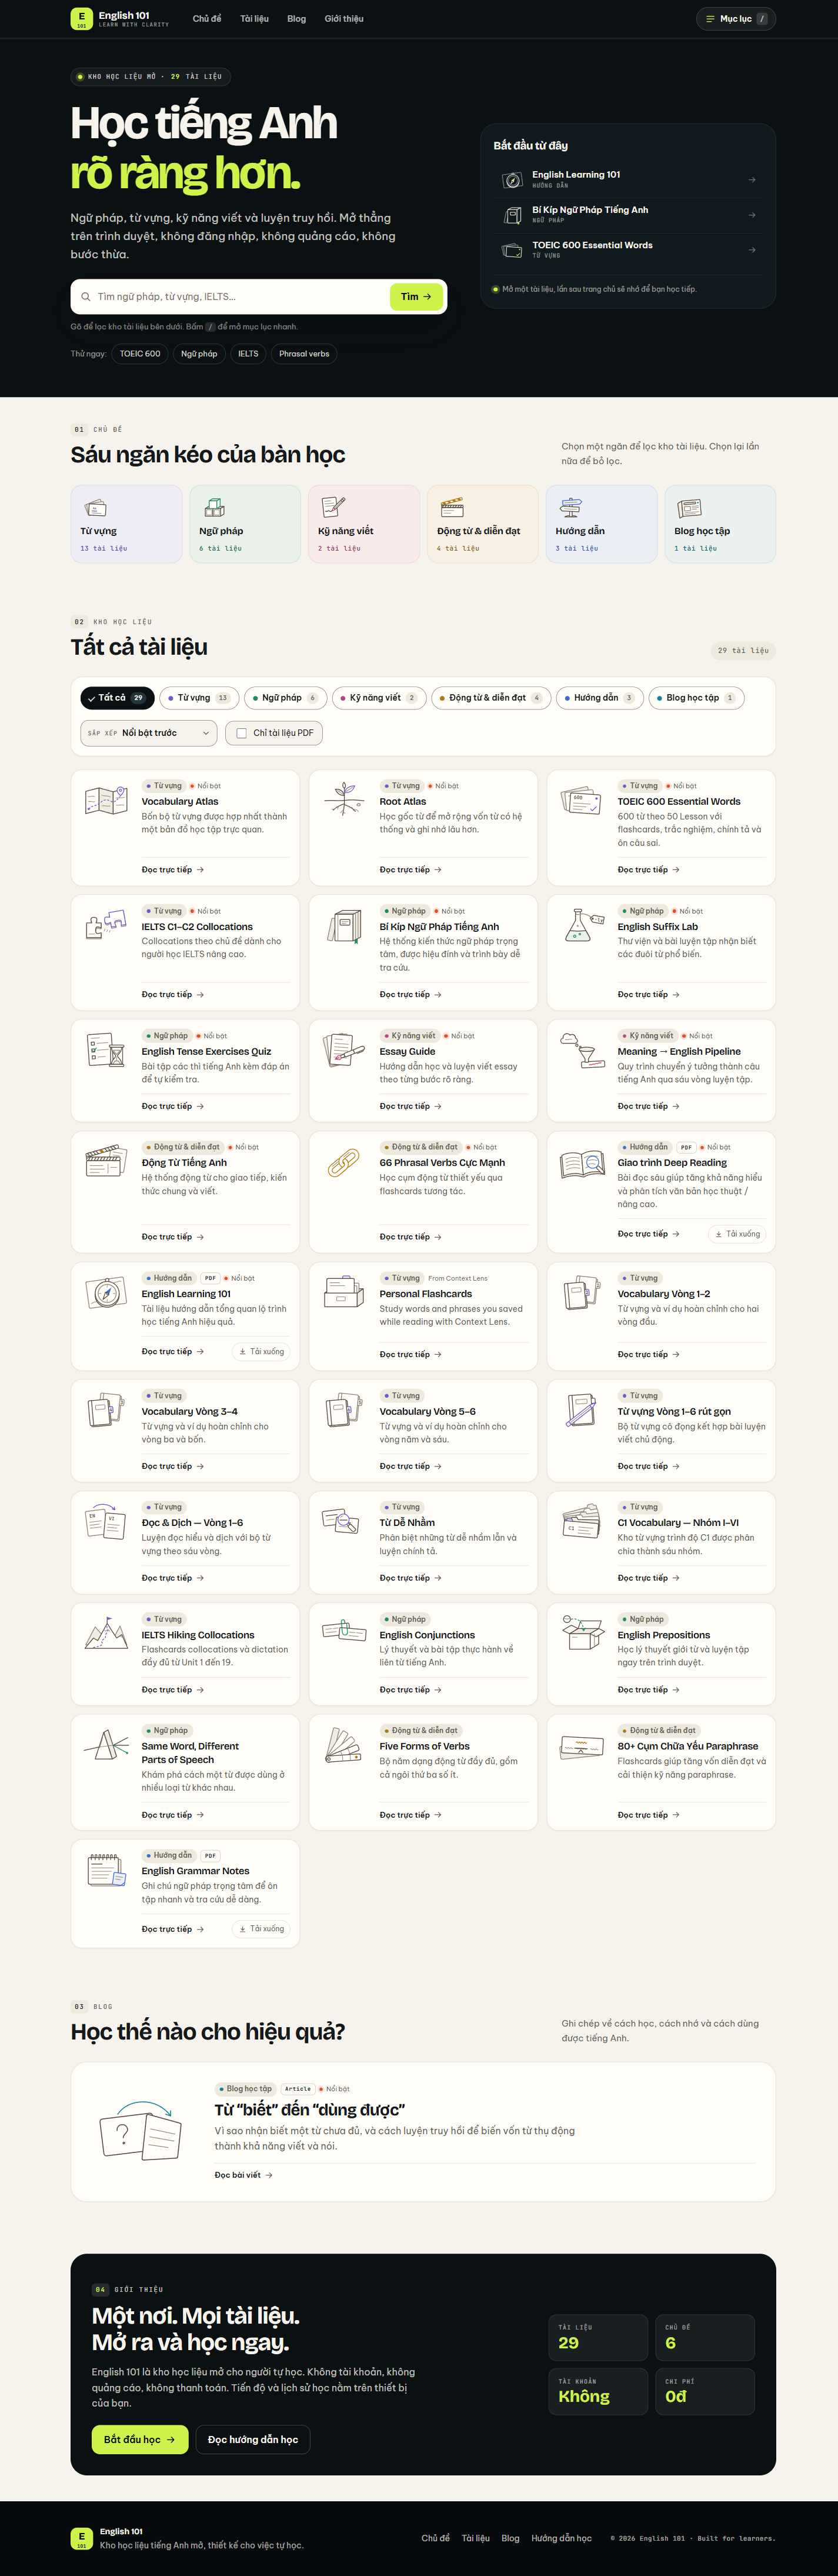 E
101
English 101
LEARN WITH CLARITY
Chủ đề
Tài liệu
Blog
Giới thiệu
Mục lục /
KHO HỌC LIỆU MỞ · 29 TÀI LIỆU
Học tiếng Anh
rõ ràng hơn.
Ngữ pháp, từ vựng, kỹ năng viết và luyện truy hồi. Mở thẳng
trên trình duyệt, không đăng nhập, không quảng cáo, không
bước thừa.
Tìm ngữ pháp, từ vựng, IELTS...
Tìm →
Gõ để lọc kho tài liệu bên dưới. Bấm / để mở mục lục nhanh.
Thử ngay:
TOEIC 600
Ngữ pháp
IELTS
Phrasal verbs
Bắt đầu từ đây
English Learning 101
HƯỚNG DẪN
→
Bí Kíp Ngữ Pháp Tiếng Anh
NGỮ PHÁP
→
TOEIC 600 Essential Words
TỪ VỰNG
→
Mở một tài liệu, lần sau trang chủ sẽ nhớ để bạn học tiếp.
01 CHỦ ĐỀ
Sáu ngăn kéo của bàn học
Chọn một ngăn để lọc kho tài liệu. Chọn lại lần
nữa để bỏ lọc.
Từ vựng
13 tài liệu
Ngữ pháp
6 tài liệu
Kỹ năng viết
2 tài liệu
Động từ & diễn đạt
4 tài liệu
Hướng dẫn
3 tài liệu
Blog học tập
1 tài liệu
02 KHO HỌC LIỆU
Tất cả tài liệu
29 tài liệu
Tất cả 29
Từ vựng 13
Ngữ pháp 6
Kỹ năng viết 2
Động từ & diễn đạt 4
Hướng dẫn 3
Blog học tập 1
SẮP XẾP Nổi bật trước
Chỉ tài liệu PDF
Từ vựng Nổi bật
Vocabulary Atlas
Bốn bộ từ vựng được hợp nhất thành
một bản đồ học tập trực quan.
Đọc trực tiếp →
Từ vựng Nổi bật
Root Atlas
Học gốc từ để mở rộng vốn từ có hệ
thống và ghi nhớ lâu hơn.
Đọc trực tiếp →
600
Từ vựng Nổi bật
TOEIC 600 Essential Words
600 từ theo 50 Lesson với
flashcards, trắc nghiệm, chính tả và
ôn câu sai.
Đọc trực tiếp →
Từ vựng Nổi bật
IELTS C1–C2 Collocations
Collocations theo chủ đề dành cho
người học IELTS nâng cao.
Đọc trực tiếp →
Ngữ pháp Nổi bật
Bí Kíp Ngữ Pháp Tiếng Anh
Hệ thống kiến thức ngữ pháp trọng
tâm, được hiệu đính và trình bày dễ
tra cứu.
Đọc trực tiếp →
Ngữ pháp Nổi bật
English Suffix Lab
Thư viện và bài luyện tập nhận biết
các đuôi từ phổ biến.
Đọc trực tiếp →
Ngữ pháp Nổi bật
English Tense Exercises Quiz
Bài tập các thì tiếng Anh kèm đáp án
để tự kiểm tra.
Đọc trực tiếp →
Kỹ năng viết Nổi bật
Essay Guide
Hướng dẫn học và luyện viết essay
theo từng bước rõ ràng.
Đọc trực tiếp →
Kỹ năng viết Nổi bật
Meaning → English Pipeline
Quy trình chuyển ý tưởng thành câu
tiếng Anh qua sáu vòng luyện tập.
Đọc trực tiếp →
Động từ & diễn đạt Nổi bật
Động Từ Tiếng Anh
Hệ thống động từ cho giao tiếp, kiến
thức chung và viết.
Đọc trực tiếp →
Động từ & diễn đạt Nổi bật
66 Phrasal Verbs Cực Mạnh
Học cụm động từ thiết yếu qua
flashcards tương tác.
Đọc trực tiếp →
Hướng dẫn PDF Nổi bật
Giáo trình Deep Reading
Bài đọc sâu giúp tăng khả năng hiểu
và phân tích văn bản học thuật /
nâng cao.
Đọc trực tiếp →
Tải xuống
Hướng dẫn PDF Nổi bật
English Learning 101
Tài liệu hướng dẫn tổng quan lộ trình
học tiếng Anh hiệu quả.
Đọc trực tiếp →
Tải xuống
Từ vựng From Context Lens
Personal Flashcards
Study words and phrases you saved
while reading with Context Lens.
Đọc trực tiếp →
Từ vựng
Vocabulary Vòng 1–2
Từ vựng và ví dụ hoàn chỉnh cho hai
vòng đầu.
Đọc trực tiếp →
Từ vựng
Vocabulary Vòng 3–4
Từ vựng và ví dụ hoàn chỉnh cho
vòng ba và bốn.
Đọc trực tiếp →
Từ vựng
Vocabulary Vòng 5–6
Từ vựng và ví dụ hoàn chỉnh cho
vòng năm và sáu.
Đọc trực tiếp →
Từ vựng
Từ vựng Vòng 1–6 rút gọn
Bộ từ vựng cô đọng kết hợp bài luyện
viết chủ động.
Đọc trực tiếp →
EN
VI
Từ vựng
Đọc & Dịch — Vòng 1–6
Luyện đọc hiểu và dịch với bộ từ
vựng theo sáu vòng.
Đọc trực tiếp →
Từ vựng
Từ Dễ Nhầm
Phân biệt những từ dễ nhầm lẫn và
luyện chính tả.
Đọc trực tiếp →
C1
Từ vựng
C1 Vocabulary — Nhóm I–VI
Kho từ vựng trình độ C1 được phân
chia thành sáu nhóm.
Đọc trực tiếp →
Từ vựng
IELTS Hiking Collocations
Flashcards collocations và dictation
đầy đủ từ Unit 1 đến 19.
Đọc trực tiếp →
Ngữ pháp
English Conjunctions
Lý thuyết và bài tập thực hành về
liên từ tiếng Anh.
Đọc trực tiếp →
Ngữ pháp
English Prepositions
Học lý thuyết giới từ và luyện tập
ngay trên trình duyệt.
Đọc trực tiếp →
Ngữ pháp
Same Word, Different
Parts of Speech
Khám phá cách một từ được dùng ở
nhiều loại từ khác nhau.
Đọc trực tiếp →
Động từ & diễn đạt
Five Forms of Verbs
Bộ năm dạng động từ đầy đủ, gồm
cả ngôi thứ ba số ít.
Đọc trực tiếp →
Động từ & diễn đạt
80+ Cụm Chữa Yếu Paraphrase
Flashcards giúp tăng vốn diễn đạt và
cải thiện kỹ năng paraphrase.
Đọc trực tiếp →
Hướng dẫn PDF
English Grammar Notes
Ghi chú ngữ pháp trọng tâm để ôn
tập nhanh và tra cứu dễ dàng.
Đọc trực tiếp →
Tải xuống
03 BLOG
Học thế nào cho hiệu quả?
Ghi chép về cách học, cách nhớ và cách dùng
được tiếng Anh.
?
Blog học tập Article Nổi bật
Từ “biết” đến “dùng được”
Vì sao nhận biết một từ chưa đủ, và cách luyện truy hồi để biến vốn từ thụ động
thành khả năng viết và nói.
Đọc bài viết →
04 GIỚI THIỆU
Một nơi. Mọi tài liệu.
Mở ra và học ngay.
English 101 là kho học liệu mở cho người tự học. Không tài khoản, không
quảng cáo, không thanh toán. Tiến độ và lịch sử học nằm trên thiết bị
của bạn.
Bắt đầu học →
Đọc hướng dẫn học
TÀI LIỆU
29
CHỦ ĐỀ
6
TÀI KHOẢN
Không
CHI PHÍ
0đ
E
101
English 101
Kho học liệu tiếng Anh mở, thiết kế cho việc tự học.
Chủ đề
Tài liệu
Blog
Hướng dẫn học
© 2026 English 101 · Built for learners.